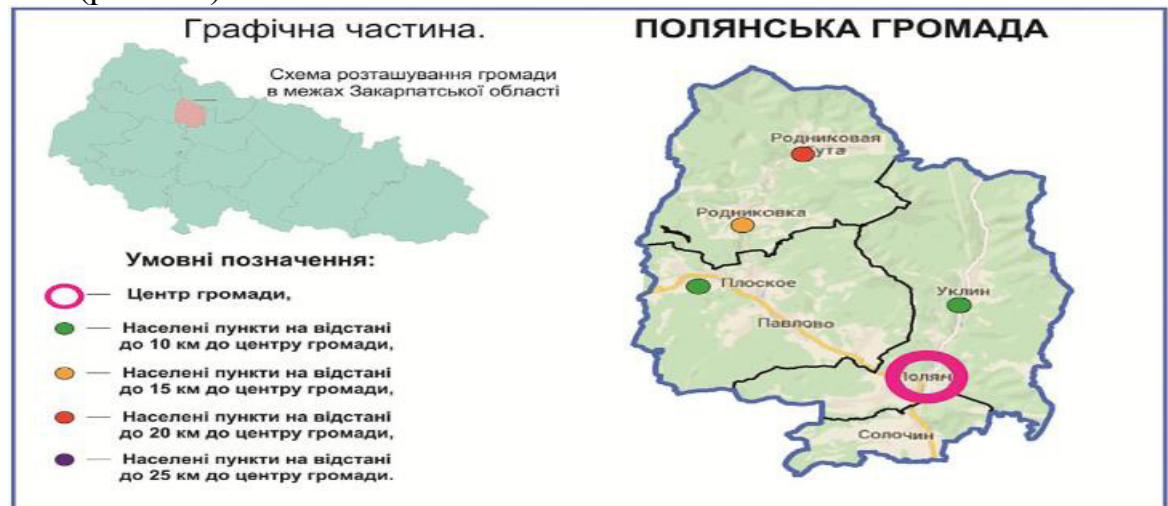 Графічна частина.
ПОЛЯНСЬКА ГРОМАДА
Схема розташування громади
в межах Закарпатської області
Умовні позначення:
Центр громади,
Населені пункти на відстані
до 10 км до центру громади,
Населені пункти на відстані
до 15 км до центру громади,
Населені пункти на відстані
до 20 км до центру громади,
Населені пункти на відстані
до 25 км до центру громади.
Родниковая
Родниковка
Плоское
Уклин
Павлово
Солочин